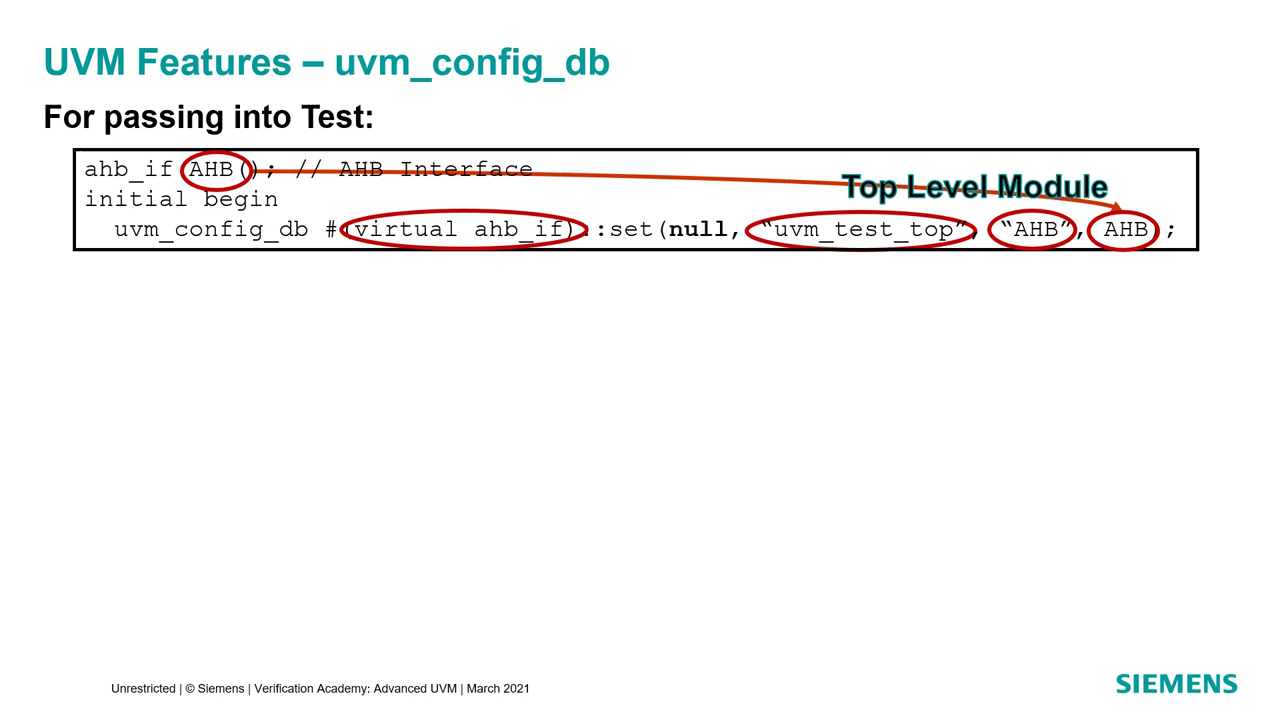 UVM Features – uvm_config_db
For passing into Test:
ahb_if AHB(); // AHB Interface
Top Level Module
initial begin
uvm_config_db #(virtual ahb_if)::set(null, “uvm_test_top”, “AHB”, AHB);
Unrestricted | © Siemens | Verification Academy: Advanced UVM | March 2021
SIEMENS